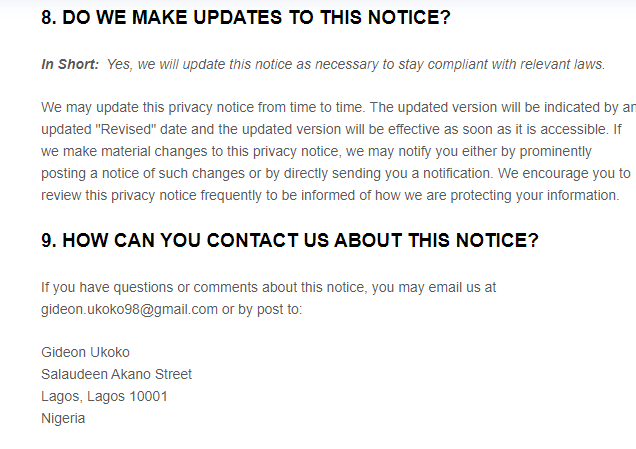 8. DO WE MAKE UPDATES TO THIS NOTICE?
In Short: Yes, we will update this notice as necessary to stay compliant with relevant laws.
We may update this privacy notice from time to time. The updated version will be indicated by an
updated "Revised" date and the updated version will be effective as soon as it is accessible. If
we make material changes to this privacy notice, we may notify you either by prominently
posting a notice of such changes or by directly sending you a notification. We encourage you to
review this privacy notice frequently to be informed of how we are protecting your information.
9. HOW CAN YOU CONTACT US ABOUT THIS NOTICE?
If you have questions or comments about this notice, you may email us at
gideon.ukoko98@gmail.com or by post to:
Gideon Ukoko
Salaudeen Akano Street
Lagos, Lagos 10001
Nigeria